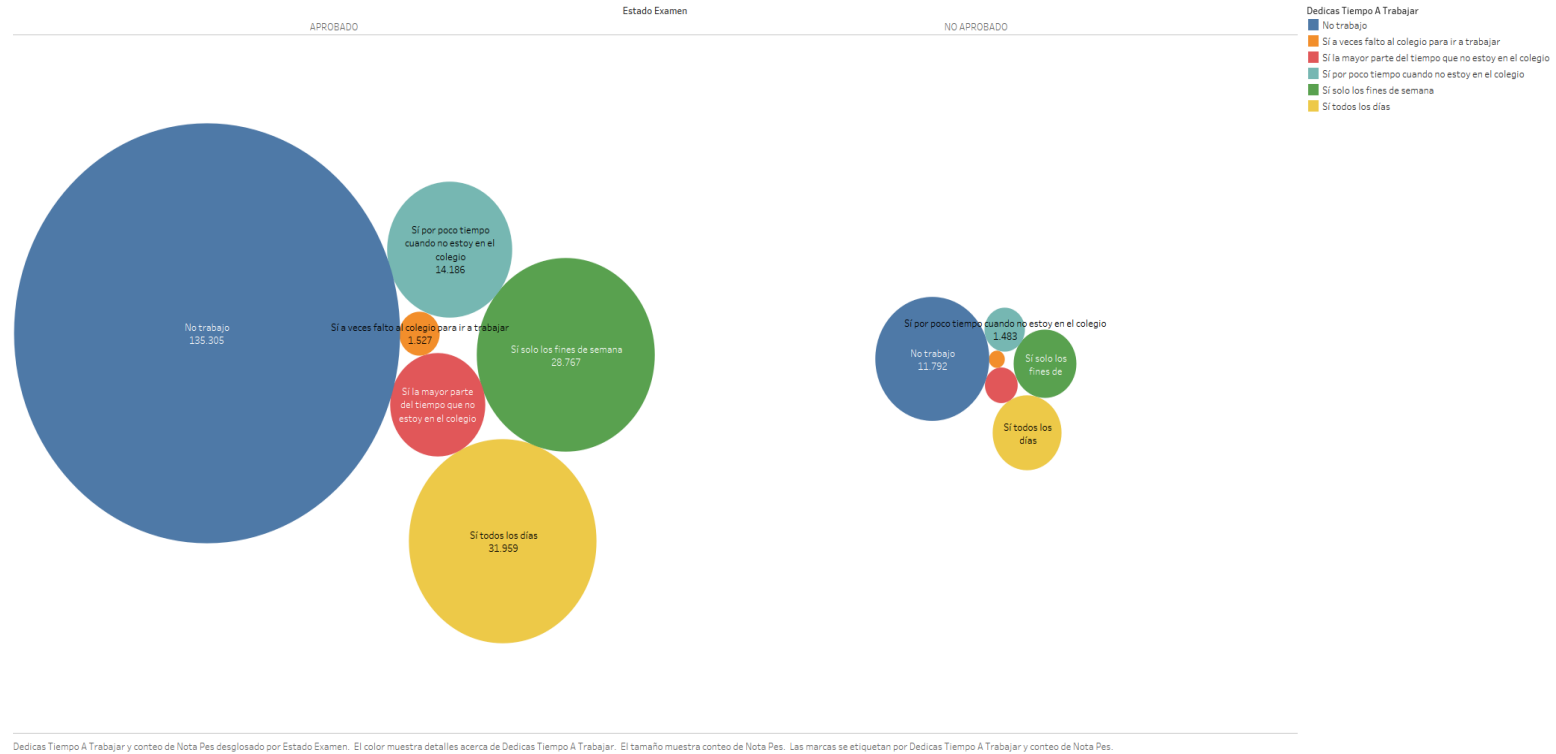 Estado Examen
APROBADO
NO APROBADO
Dedicas Tiempo A Trabajar
No trabajo
Sí a veces falto al colegio para ir a trabajar
Sí la mayor parte del tiempo que no estoy en el colegio
Sí por poco tiempo cuando no estoy en el colegio
Sí solo los fines de semana
Sí todos los días
No trabajo
135.305
Sí por poco tiempo
cuando no estoy en el
colegio
14.186
Sí a veces falto al colegio para ir a trabajar
1.527
Sí solo los fines de semana
28.767
Sí la mayor parte
del tiempo que no
estoy en el colegio
Sí todos los días
31.959
Sí por poco tiempo cuando no estoy en el colegio
1.483
No trabajo
11.792
Sí solo los
fines de
Sí todos los
días
Dedicas Tiempo A Trabajar y conteo de Nota Pes desglosado por Estado Examen.  El color muestra detalles acerca de Dedicas Tiempo A Trabajar.  El tamaño muestra conteo de Nota Pes.  Las marcas se etiquetan por Dedicas Tiempo A Trabajar y conteo de Nota Pes.